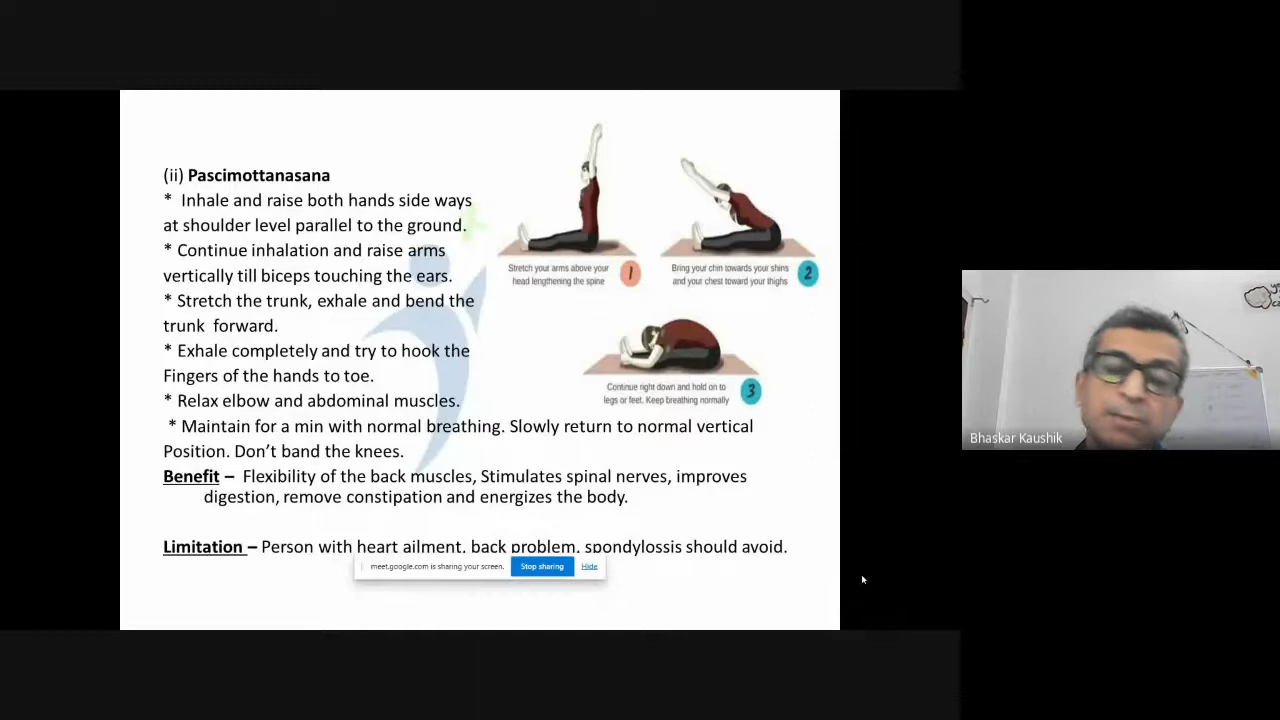 (ii) Pascimottanasana
* Inhale and raise both hands side ways
at shoulder level parallel to the ground.
* Continue inhalation and raise arms
vertically till biceps touching the ears.
* Stretch the trunk, exhale and bend the
trunk forward.
* Exhale completely and try to hook the
Fingers of the hands to toe.
* Relax elbow and abdominal muscles.
* Maintain for a min with normal breathing. Slowly return to normal vertical
Position. Don't band the knees.
Benefit – Flexibility of the back muscles, Stimulates spinal nerves, improves
digestion, remove constipation and energizes the body.
Limitation – Person with heart ailment, back problem, spondylossis should avoid.
Stretch your arms above your
head lengthening the spine
1
Bring your chin towards your shins
and your chest toward your thighs
2
Continue right down and hold on to
legs or feet. Keep breathing normally
3
meet.google.com is sharing your screen.
Stop sharing
Hide
Bhaskar Kaushik